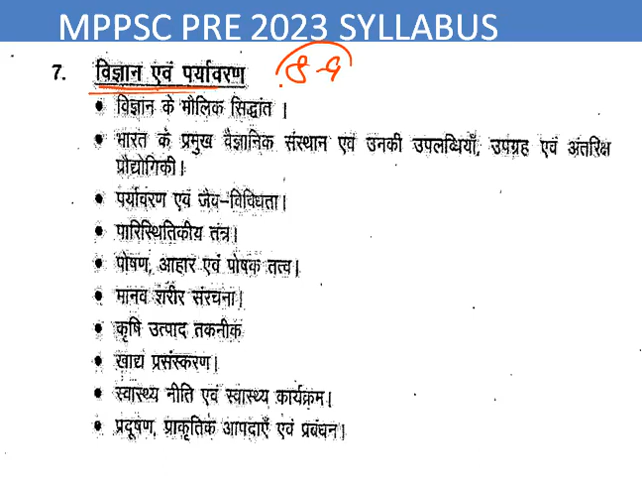 MPPSC PRE 2023 SYLLABUS
7. विज्ञान एवं पर्यावरण 8-9
• विज्ञान के मौलिक सिद्धांत ।
• भारत के प्रमुख वैज्ञानिक संस्थान एवं उनकी उपलब्धियाँ, उपग्रह एवं अंतरिक्ष
प्रौद्योगिकी।
• पर्यावरण एवं जैव-विविधता।
• पारिस्थितिकीय तंत्र।
• पोषण, आहार एवं पोषक तत्व।
• मानव शरीर संरचना।
• कृषि उत्पाद तकनीक
• खाद्य प्रसंस्करण।
• स्वास्थ्य नीति एवं स्वास्थ्य कार्यक्रम।
• प्रदूषण, प्राकृतिक आपदाएँ एवं प्रबंधन।